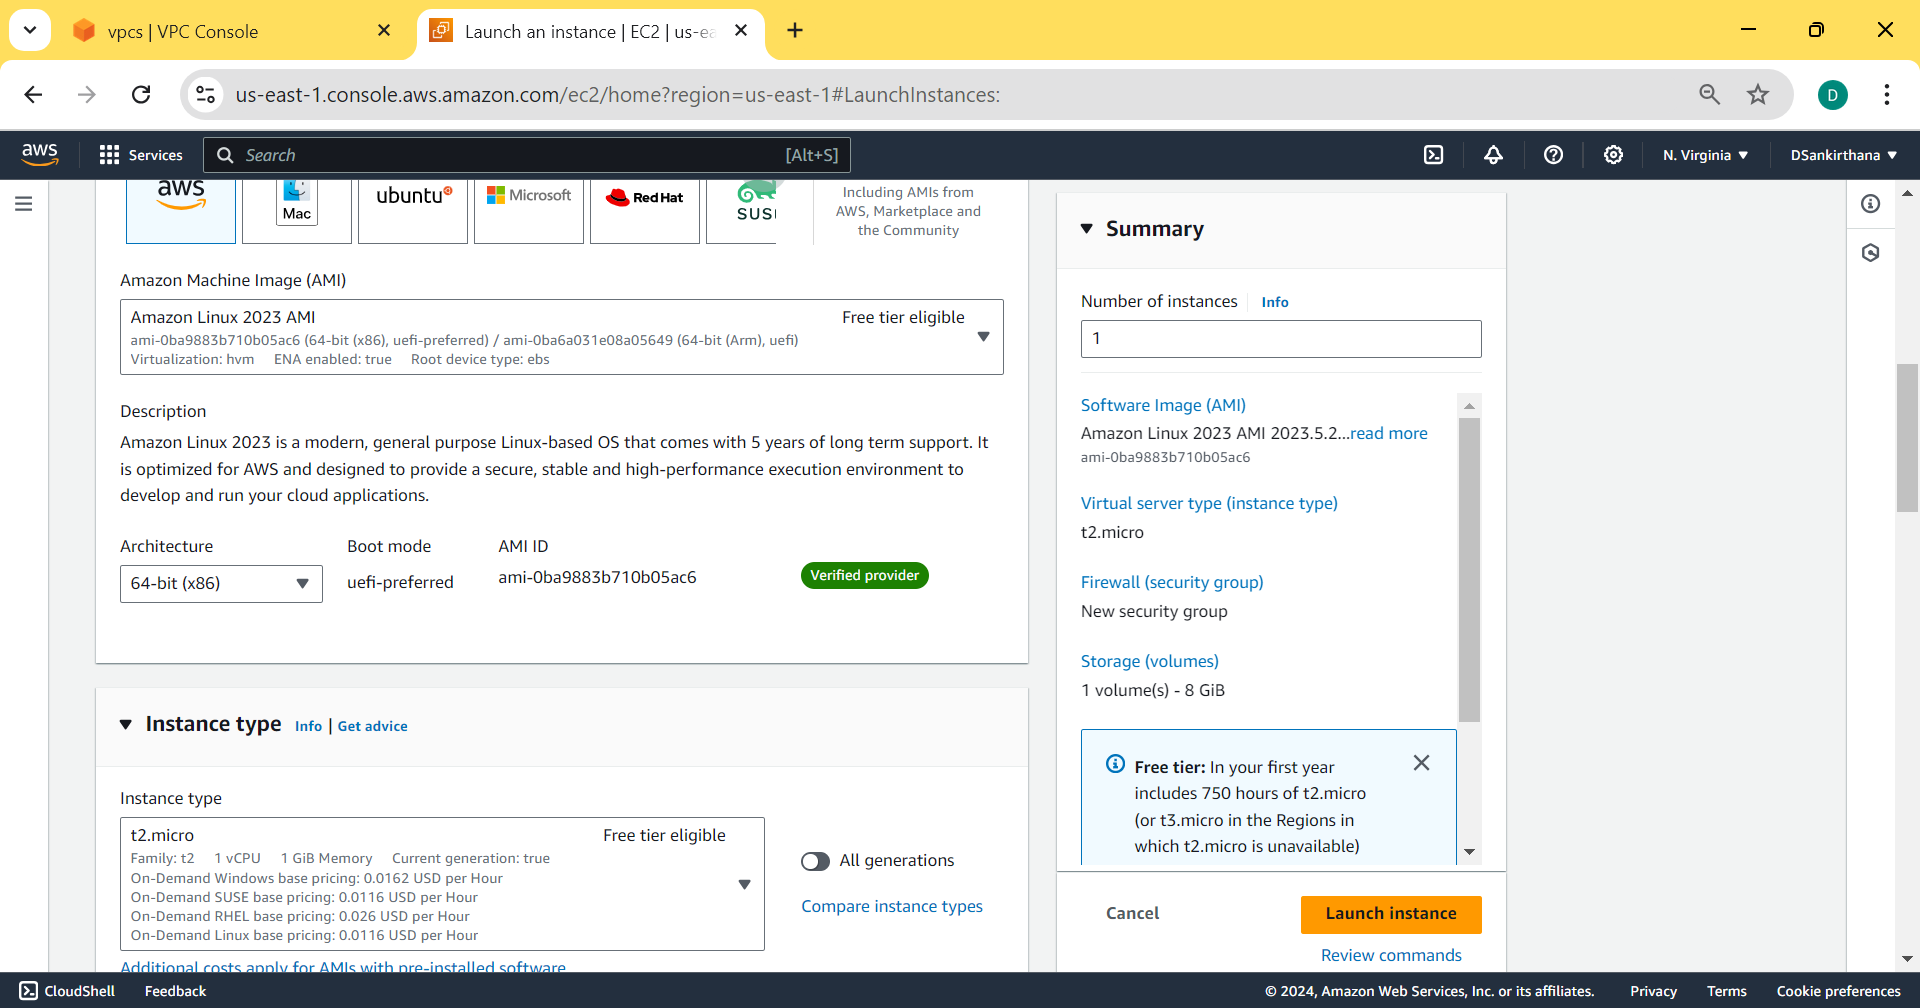 vpcs | VPC Console
Launch an instance | EC2 | us-ea
us-east-1.console.aws.amazon.com/ec2/home?region=us-east-1#LaunchInstances:
D
aws
Services
Search
[Alt+S]
N. Virginia
DSankirthana
aws
Mac
ubuntu
Microsoft
Red Hat
SUS
Including AMIs from
AWS, Marketplace and
the Community
Amazon Machine Image (AMI)
Amazon Linux 2023 AMI
Free tier eligible
ami-0ba9883b710b05ac6 (64-bit (x86), uefi-preferred) / ami-0ba6a031e08a05649 (64-bit (Arm), uefi)
Virtualization: hvm ENA enabled: true Root device type: ebs
Description
Amazon Linux 2023 is a modern, general purpose Linux-based OS that comes with 5 years of long term support. It
is optimized for AWS and designed to provide a secure, stable and high-performance execution environment to
develop and run your cloud applications.
Architecture
Boot mode
AMI ID
64-bit (x86)
uefi-preferred
ami-0ba9883b710b05ac6
Verified provider
Instance type Info | Get advice
Instance type
t2.micro
Free tier eligible
Family: t2 1 vCPU 1 GiB Memory Current generation: true
On-Demand Windows base pricing: 0.0162 USD per Hour
On-Demand SUSE base pricing: 0.0116 USD per Hour
On-Demand RHEL base pricing: 0.026 USD per Hour
On-Demand Linux base pricing: 0.0116 USD per Hour
All generations
Compare instance types
Additional costs apply for AMIs with pre-installed software
Summary
Number of instances Info
1
Software Image (AMI)
Amazon Linux 2023 AMI 2023.5.2...read more
ami-0ba9883b710b05ac6
Virtual server type (instance type)
t2.micro
Firewall (security group)
New security group
Storage (volumes)
1 volume(s) - 8 GiB
Free tier: In your first year
includes 750 hours of t2.micro
(or t3.micro in the Regions in
which t2.micro is unavailable)
Cancel
Launch instance
Review commands
CloudShell
Feedback
© 2024, Amazon Web Services, Inc. or its affiliates.
Privacy
Terms
Cookie preferences